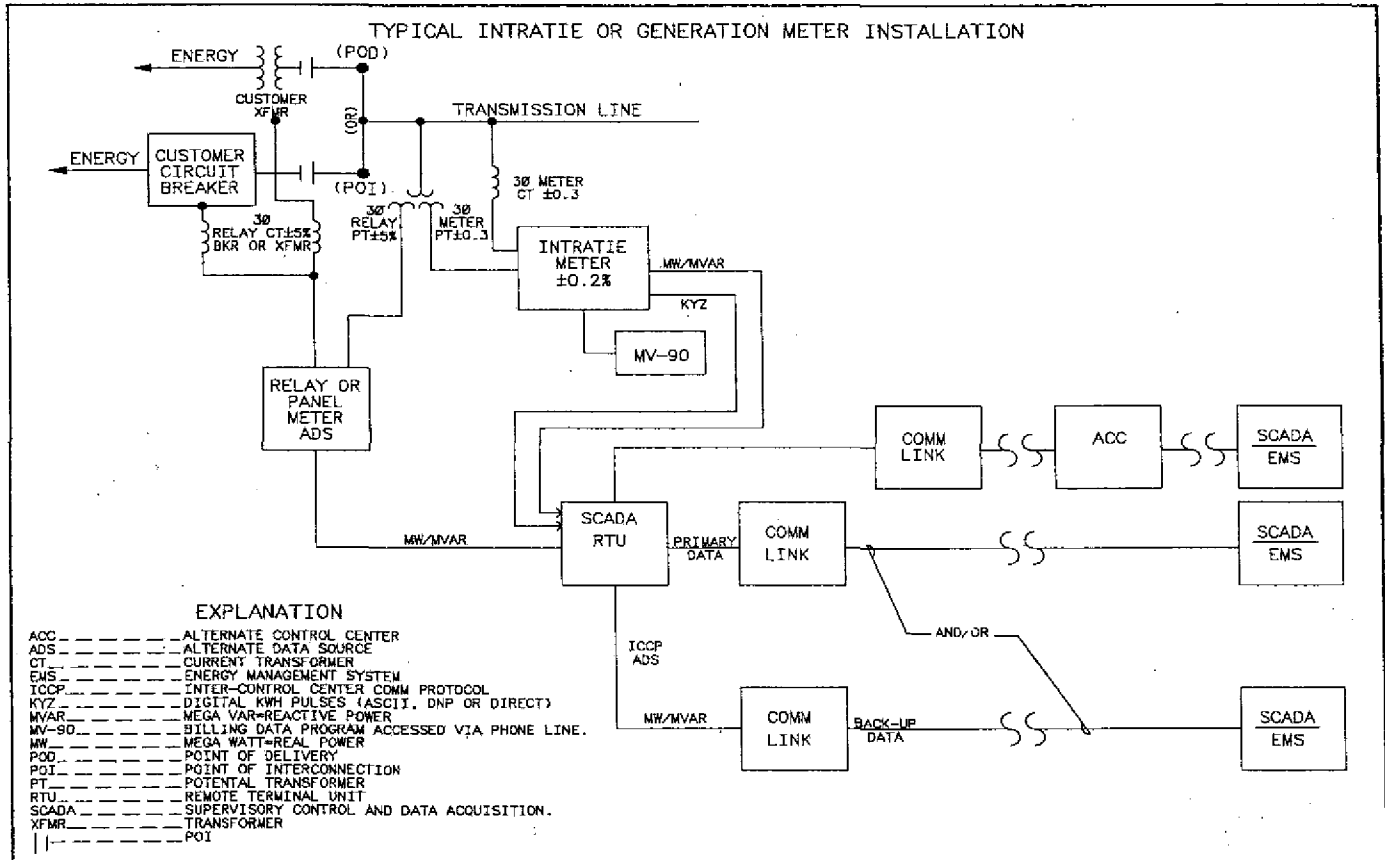 TYPICAL INTRATIE OR GENERATION METER INSTALLATION
ENERGY
(POD)
CUSTOMER
XFMR
(OR)
TRANSMISSION LINE
ENERGY
CUSTOMER
CIRCUIT
BREAKER
(POI)
3Ø METER
CT ±0.3
3Ø
RELAY CT±5%
BKR OR XFMR
3Ø
RELAY
PT±5%
3Ø
METER
PT±0.3
INTRATIE
METER
±0.2%
MW/MVAR
KYZ
MV-90
RELAY OR
PANEL
METER
ADS
COMM
LINK
ACC
SCADA
EMS
MW/MVAR
SCADA
RTU
PRIMARY
DATA
COMM
LINK
SCADA
EMS
AND/OR
ICCP
ADS
MW/MVAR
COMM
LINK
BACK-UP
DATA
SCADA
EMS
EXPLANATION
ACC ALTERNATE CONTROL CENTER
ADS ALTERNATE DATA SOURCE
CT CURRENT TRANSFORMER
EMS ENERGY MANAGEMENT SYSTEM
ICCP INTER-CONTROL CENTER COMM PROTOCOL
KYZ DIGITAL KWH PULSES (ASCII, DNP OR DIRECT)
MVAR MEGA VAR=REACTIVE POWER
MV-90 BILLING DATA PROGRAM ACCESSED VIA PHONE LINE.
MW MEGA WATT=REAL POWER
POD POINT OF DELIVERY
POI POINT OF INTERCONNECTION
PT POTENTAL TRANSFORMER
RTU REMOTE TERMINAL UNIT
SCADA SUPERVISORY CONTROL AND DATA ACQUISITION.
XFMR TRANSFORMER
POI